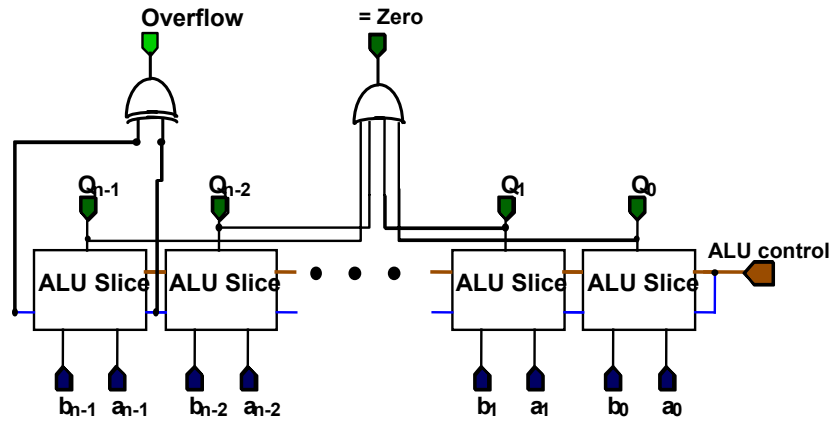 Overflow = Zero
Qn-1 Qn-2 Q1 Q0
ALU control
ALU Slice ALU Slice • • • ALU Slice ALU Slice
bn-1 an-1 bn-2 an-2 b1 a1 b0 a0